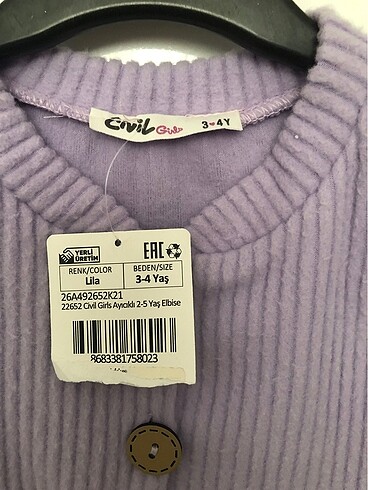 Civil Girls 3-4Y
YERLİ
ÜRETİM
EAC
RENK/COLOR
Lila
BEDEN/SIZE
3-4 Yaş
26A492652K21
22652 Civil Girls Ayıcıklı 2-5 Yaş Elbise
8683381758023